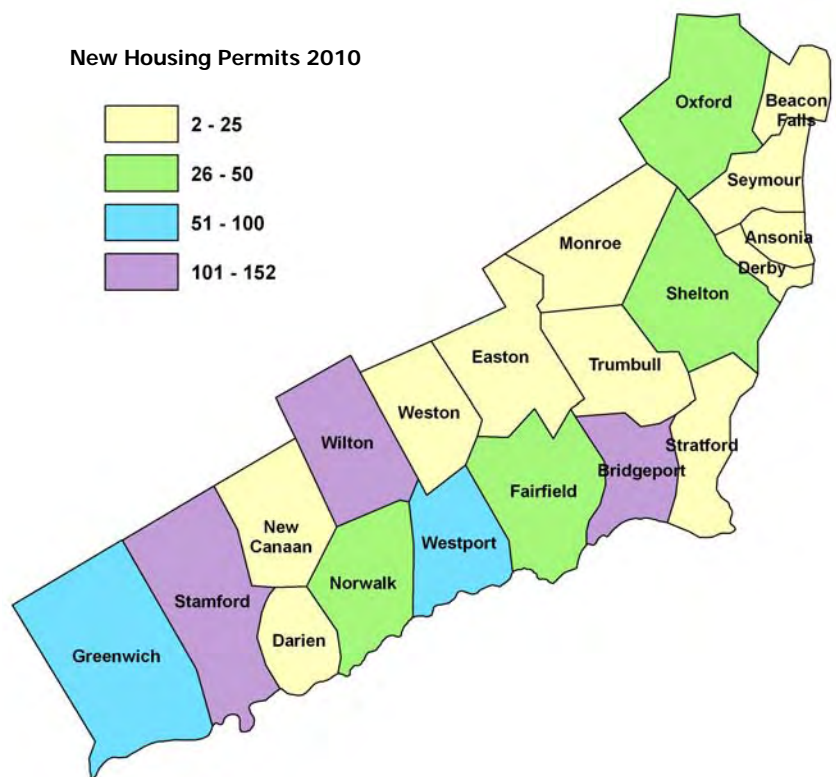 New Housing Permits 2010
2 - 25
26 - 50
51 - 100
101 - 152
Oxford
Beacon
Falls
Seymour
Ansonia
Derby
Monroe
Shelton
Easton
Trumbull
Weston
Stratford
Wilton
Bridgeport
Fairfield
New
Canaan
Westport
Norwalk
Stamford
Darien
Greenwich